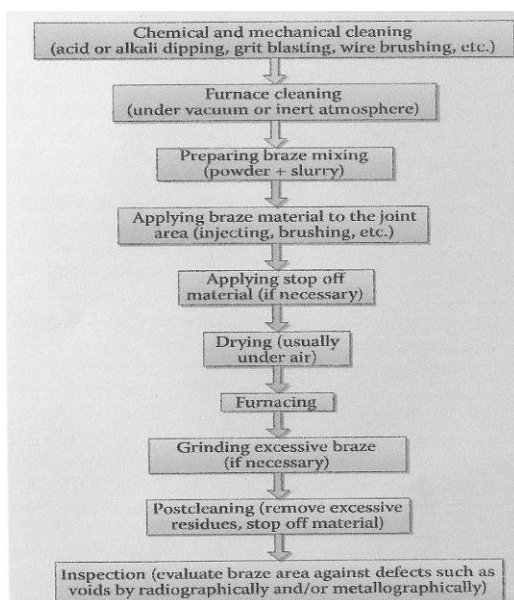 Chemical and mechanical cleaning
(acid or alkali dipping, grit blasting, wire brushing, etc.)
Furnace cleaning
(under vacuum or inert atmosphere)
Preparing braze mixing
(powder + slurry)
Applying braze material to the joint
area (injecting, brushing, etc.)
Applying stop off
material (if necessary)
Drying (usually
under air)
Furnacing
Grinding excessive braze
(if necessary)
Postcleaning (remove excessive
residues, stop off material)
Inspection (evaluate braze area against defects such as
voids by radiographically and/or metallographically)